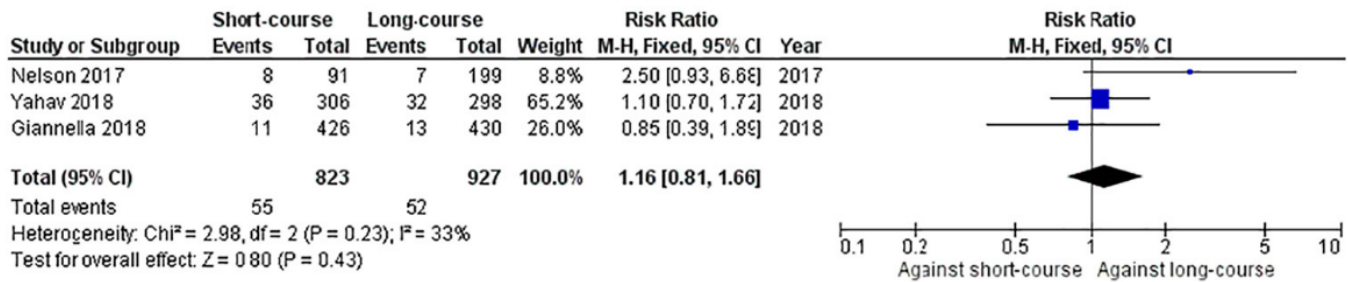 Short-course Long-course Risk Ratio Risk Ratio
Study or Subgroup Events Total Events Total Weight M-H, Fixed, 95% CI Year M-H, Fixed, 95% CI
Nelson 2017 8 91 7 199 8.8% 2.50 [0.93, 6.68] 2017
Yahav 2018 36 306 32 298 65.2% 1.10 [0.70, 1.72] 2018
Giannella 2018 11 426 13 430 26.0% 0.85 [0.39, 1.89] 2018
Total (95% CI) 823 927 100.0% 1.16 [0.81, 1.66]
Total events 55 52
Heterogeneity: Chi² = 2.98, df = 2 (P = 0.23); I² = 33%
Test for overall effect: Z = 0.80 (P = 0.43)
0.1 0.2 0.5 1 2 5 10
Against short-course Against long-course